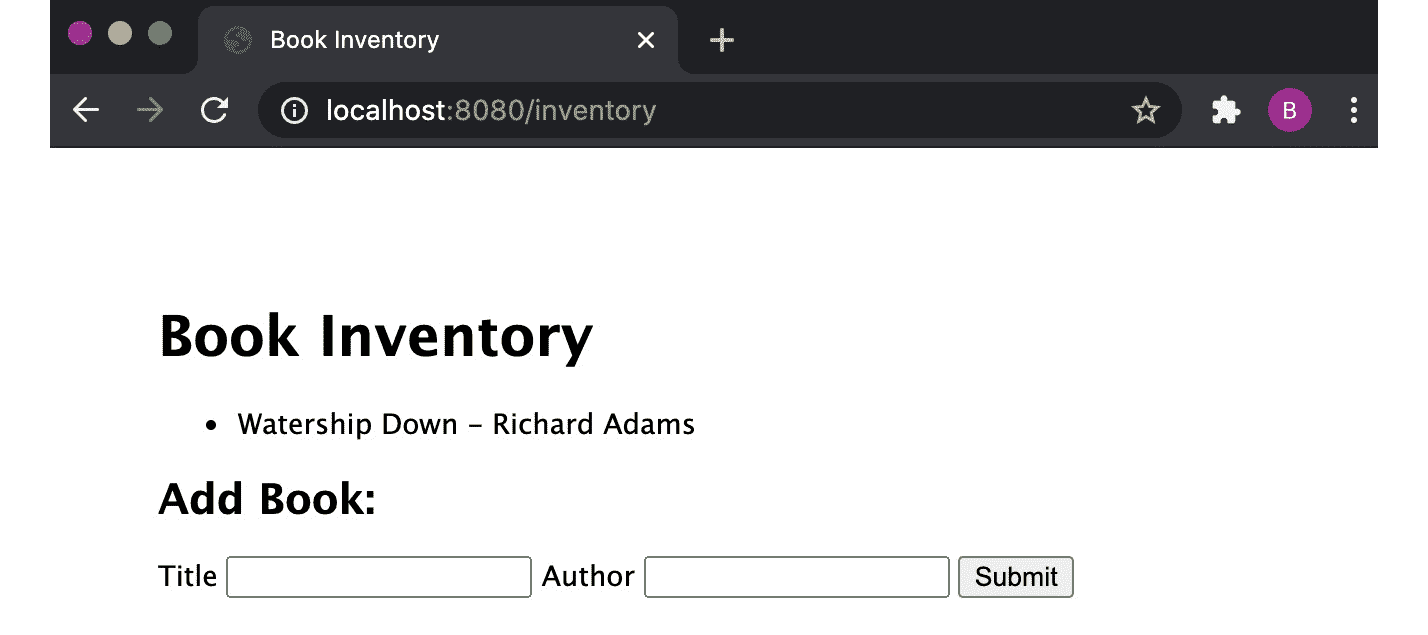 Book Inventory
localhost:8080/inventory
B
Book Inventory
• Watership Down – Richard Adams
Add Book:
Title Author Submit